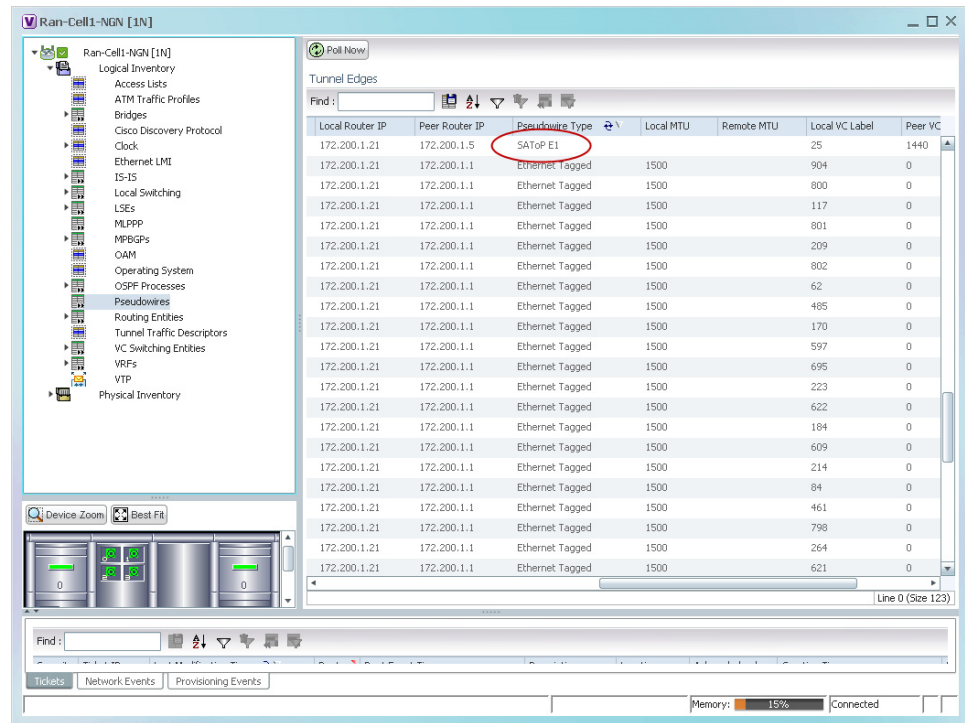 Ran-Cell1-NGN [1N]
Ran-Cell1-NGN [1N]
Logical Inventory
Access Lists
ATM Traffic Profiles
Bridges
Cisco Discovery Protocol
Clock
Ethernet LMI
IS-IS
Local Switching
LSEs
MLPPP
MPBGPs
OAM
Operating System
OSPF Processes
Pseudowires
Routing Entities
Tunnel Traffic Descriptors
VC Switching Entities
VRFs
VTP
Physical Inventory
Device Zoom Best Fit
0 0
Poll Now
Tunnel Edges
Find :
Local Router IP Peer Router IP Pseudowire Type Local MTU Remote MTU Local VC Label Peer VC
172.200.1.21 172.200.1.5 SAToP E1 25 1440
172.200.1.21 172.200.1.1 Ethernet Tagged 1500 904 0
172.200.1.21 172.200.1.1 Ethernet Tagged 1500 800 0
172.200.1.21 172.200.1.1 Ethernet Tagged 1500 117 0
172.200.1.21 172.200.1.1 Ethernet Tagged 1500 801 0
172.200.1.21 172.200.1.1 Ethernet Tagged 1500 209 0
172.200.1.21 172.200.1.1 Ethernet Tagged 1500 802 0
172.200.1.21 172.200.1.1 Ethernet Tagged 1500 62 0
172.200.1.21 172.200.1.1 Ethernet Tagged 1500 485 0
172.200.1.21 172.200.1.1 Ethernet Tagged 1500 170 0
172.200.1.21 172.200.1.1 Ethernet Tagged 1500 597 0
172.200.1.21 172.200.1.1 Ethernet Tagged 1500 695 0
172.200.1.21 172.200.1.1 Ethernet Tagged 1500 223 0
172.200.1.21 172.200.1.1 Ethernet Tagged 1500 622 0
172.200.1.21 172.200.1.1 Ethernet Tagged 1500 184 0
172.200.1.21 172.200.1.1 Ethernet Tagged 1500 609 0
172.200.1.21 172.200.1.1 Ethernet Tagged 1500 214 0
172.200.1.21 172.200.1.1 Ethernet Tagged 1500 84 0
172.200.1.21 172.200.1.1 Ethernet Tagged 1500 461 0
172.200.1.21 172.200.1.1 Ethernet Tagged 1500 798 0
172.200.1.21 172.200.1.1 Ethernet Tagged 1500 264 0
172.200.1.21 172.200.1.1 Ethernet Tagged 1500 621 0
Line 0 (Size 123)
Find :
Tickets Network Events Provisioning Events
Memory: 15% Connected